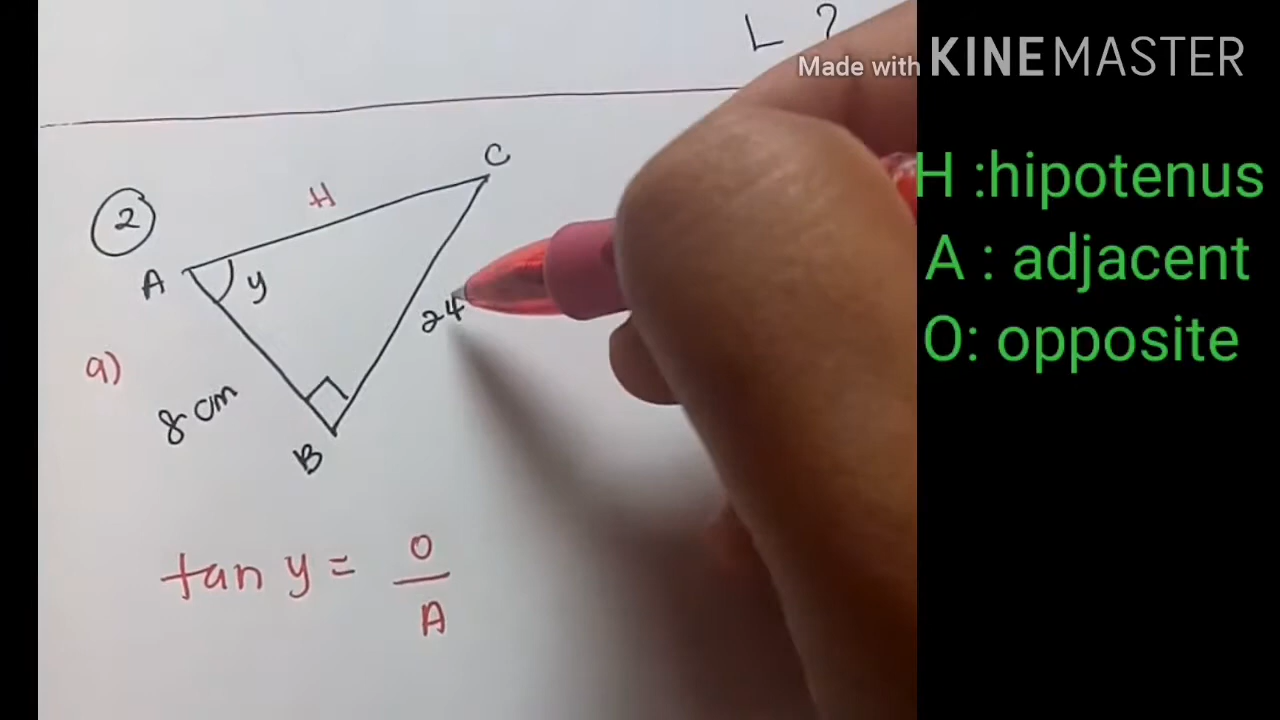 L ?
Made with KINEMASTER
H :hipotenus
A : adjacent
O: opposite
2
C
H
A
y
24
a)
8 cm
B
tan y = O
A